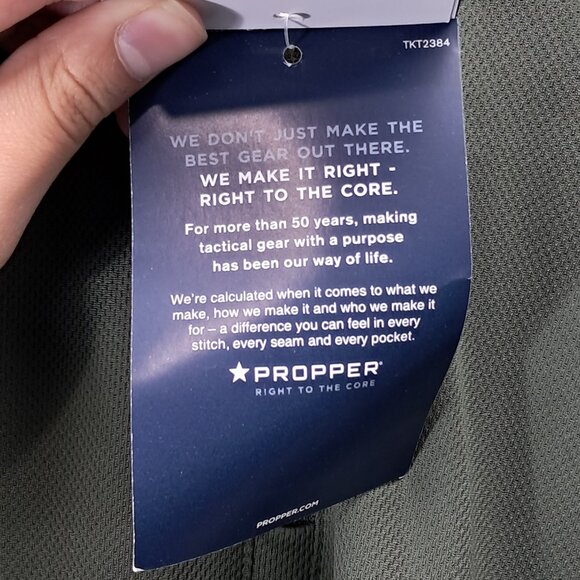 TKT2384
WE DON'T JUST MAKE THE
BEST GEAR OUT THERE.
WE MAKE IT RIGHT -
RIGHT TO THE CORE.
For more than 50 years, making
tactical gear with a purpose
has been our way of life.
We're calculated when it comes to what we
make, how we make it and who we make it
for – a difference you can feel in every
stitch, every seam and every pocket.
★PROPPER®
RIGHT TO THE CORE
PROPPER.COM